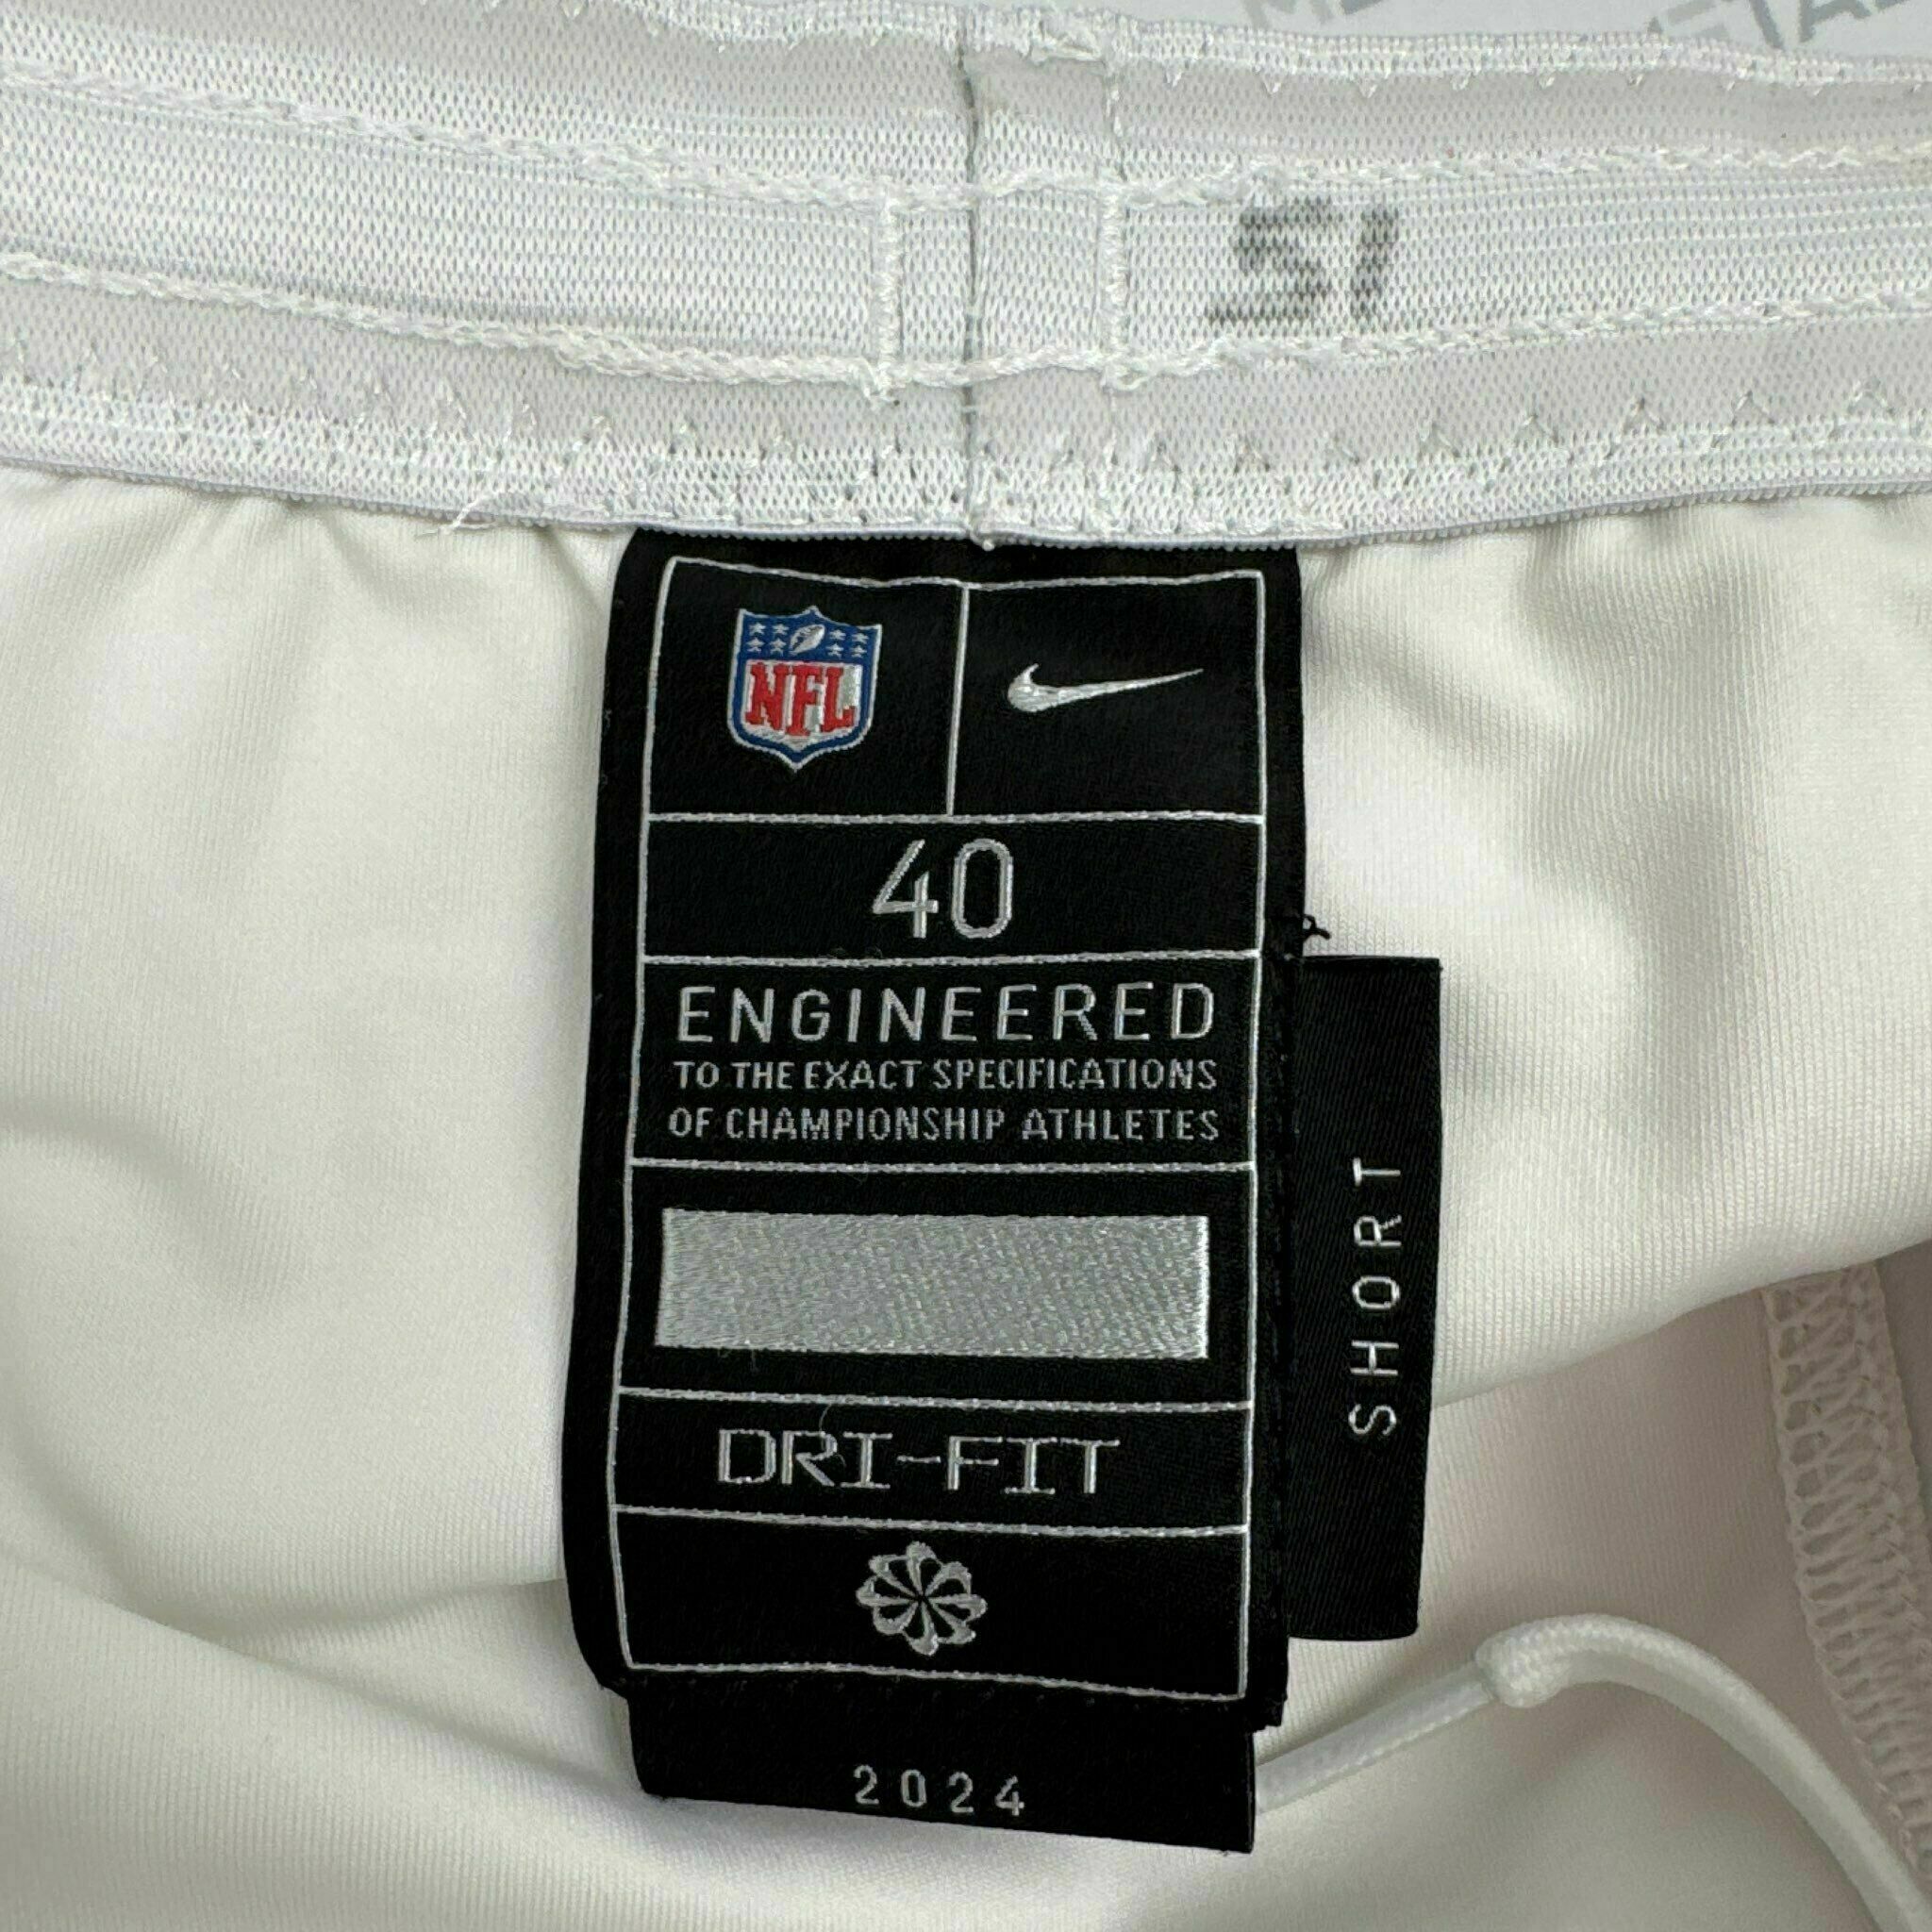 51
NFL
40
ENGINEERED
TO THE EXACT SPECIFICATIONS
OF CHAMPIONSHIP ATHLETES
DRI-FIT
SHORT
2024